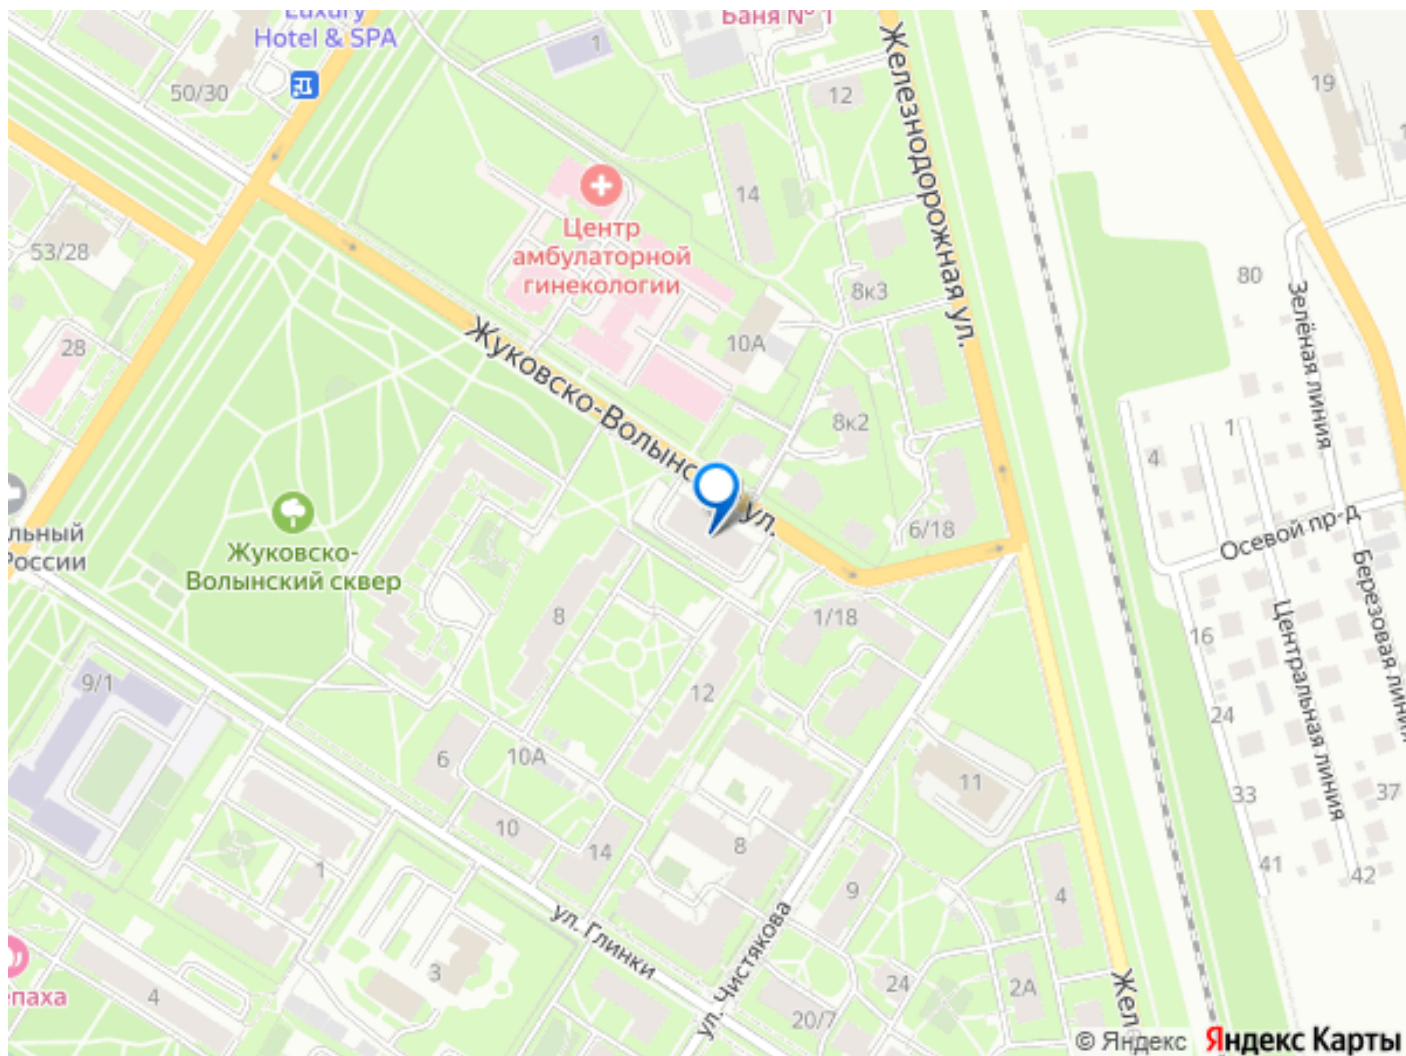 Luxury
Hotel & SPA
Баня № 1
1
50/30
12
19
Железнодорожная ул.
14
Центр
амбулаторной
гинекологии
53/28
80
8к3
Зелёная линия
10А
28
Жуковско-Волынс
ул.
8к2
1
4
6/18
Осевой пр-д
льный
России
Жуковско-
Волынский сквер
Березовая линия
8
1/18
16
Центральная линия
9/1
12
24
6
10А
11
33
37
10
14
8
1
9
4
41
42
ул. Глинки
ул. Чистякова
3
24
2А
Жел
епаха
4
20/7
© Яндекс
Яндекс Карты